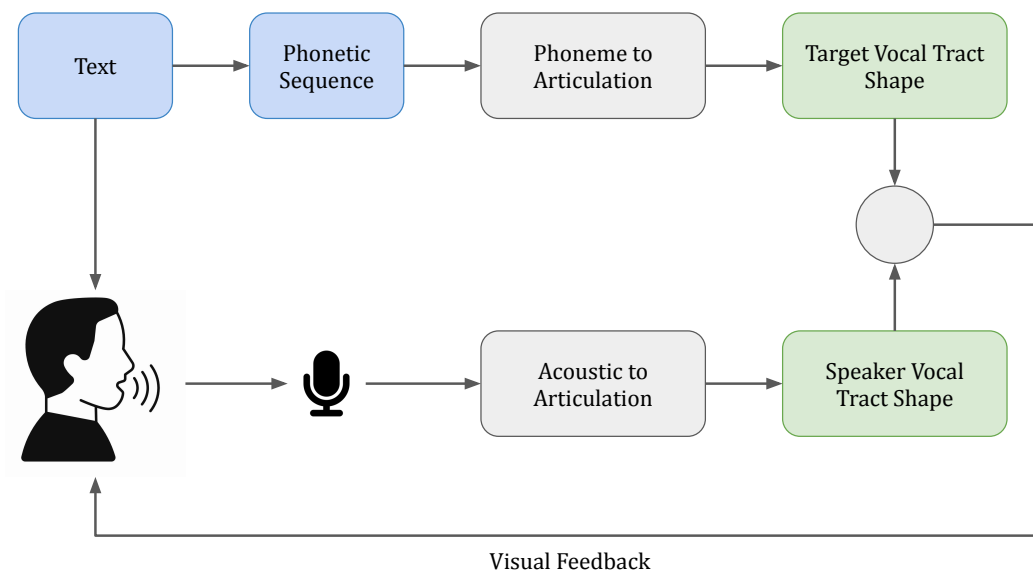 Text
Phonetic
Sequence
Phoneme to
Articulation
Target Vocal Tract
Shape
Acoustic to
Articulation
Speaker Vocal
Tract Shape
Visual Feedback